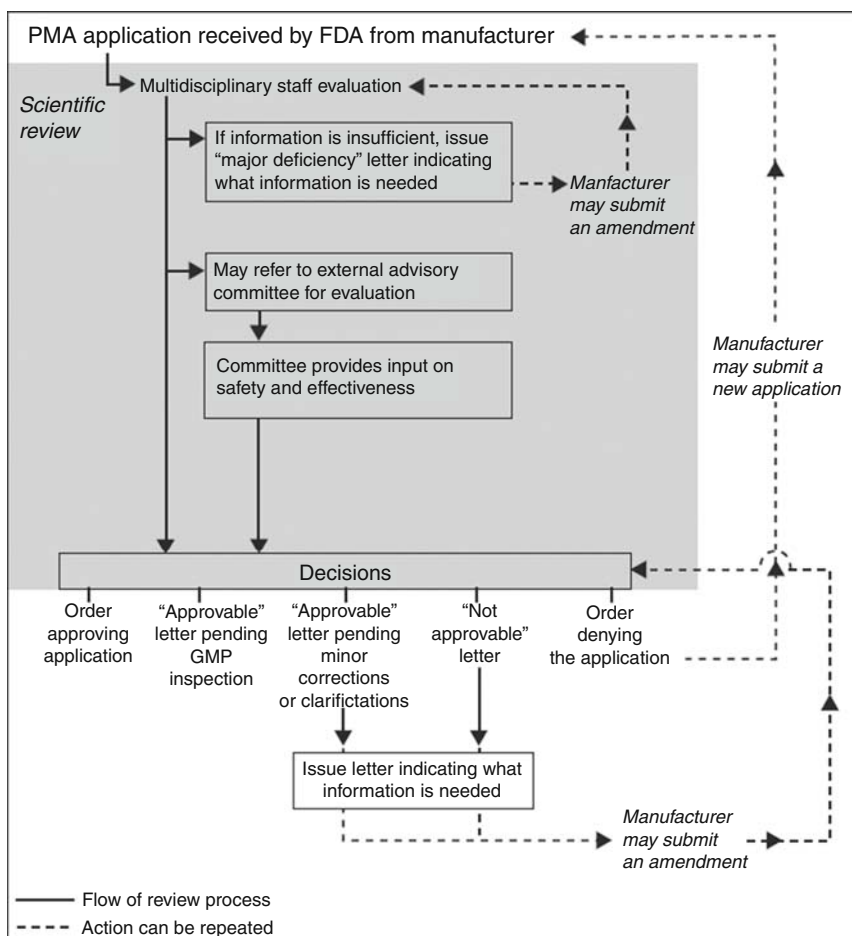 PMA application received by FDA from manufacturer
Scientific
review
Multidisciplinary staff evaluation
If information is insufficient, issue
“major deficiency” letter indicating
what information is needed
Manfacturer
may submit
an amendment
May refer to external advisory
committee for evaluation
Committee provides input on
safety and effectiveness
Manufacturer
may submit a
new application
Decisions
Order
approving
application
“Approvable”
letter pending
GMP
inspection
“Approvable”
letter pending
minor
corrections
or clarifictations
“Not
approvable”
letter
Order
denying
the application
Issue letter indicating what
information is needed
Manufacturer
may submit
an amendment
Flow of review process
Action can be repeated